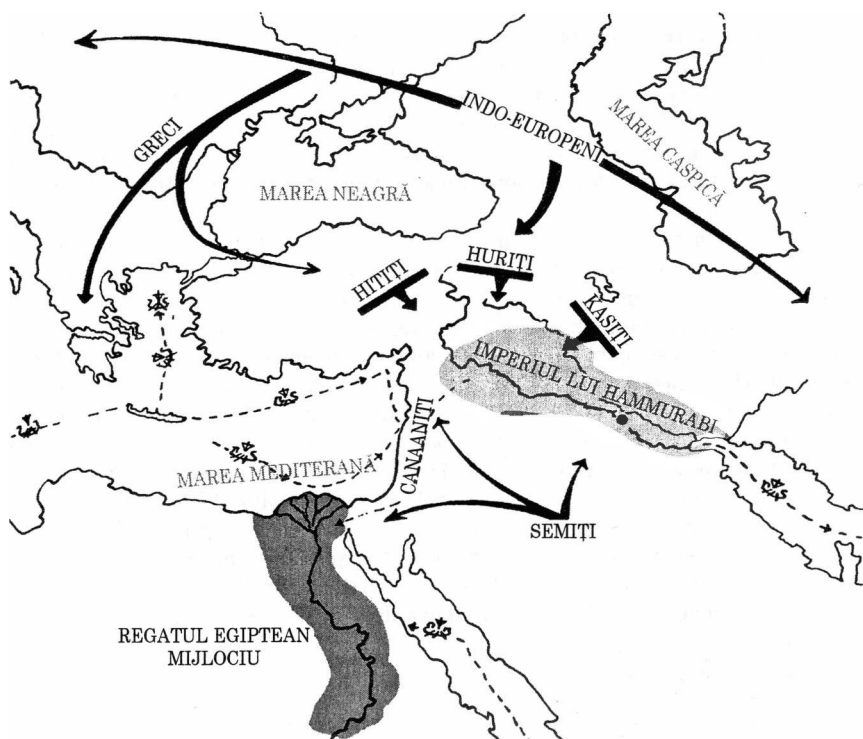 INDO-EUROPENI
GRECI
MAREA CASPICĂ
MAREA NEAGRĂ
HURIȚI
HITIȚI
KASIȚI
IMPERIUL LUI HAMMURABI
CANAANIȚI
MAREA MEDITERANĂ
SEMIȚI
REGATUL EGIPTEAN
MIJLOCIU